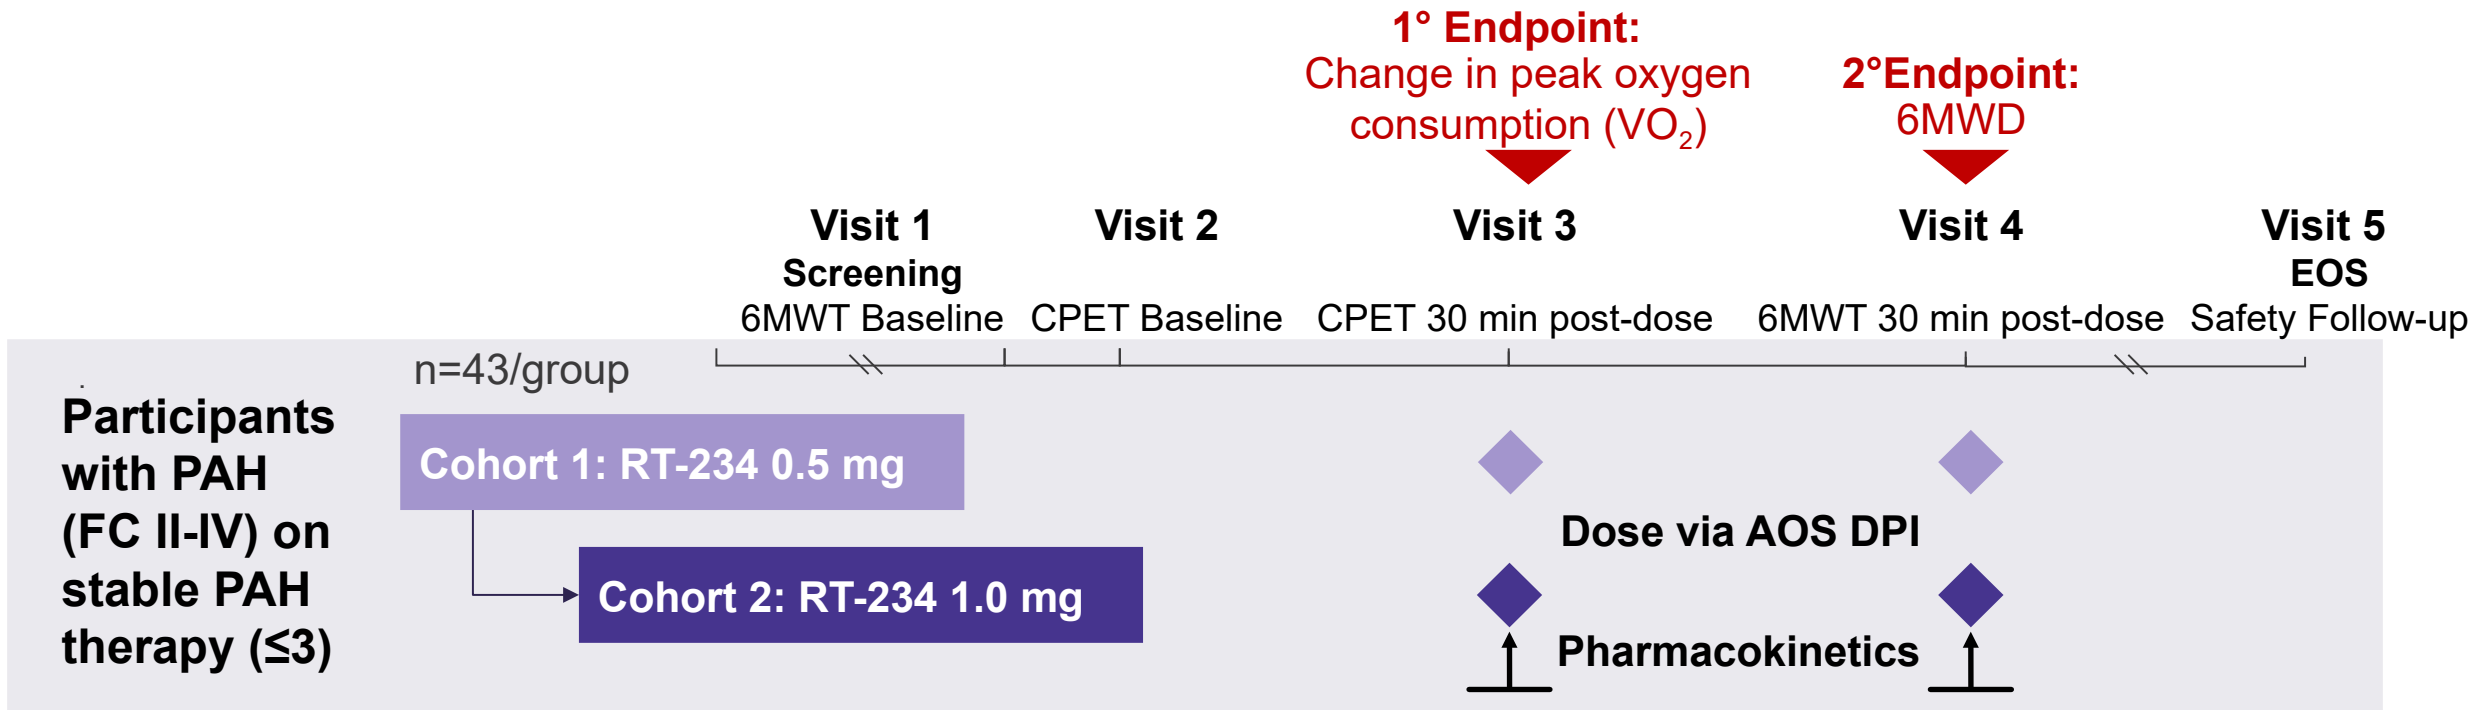 1° Endpoint:
Change in peak oxygen
consumption (VO₂)
2°Endpoint:
6MWD
Visit 1
Screening
6MWT Baseline
Visit 2
CPET Baseline
Visit 3
CPET 30 min post-dose
Visit 4
6MWT 30 min post-dose
Visit 5
EOS
Safety Follow-up
n=43/group
Participants
with PAH
(FC II-IV) on
stable PAH
therapy (≤3)
Cohort 1: RT-234 0.5 mg
Cohort 2: RT-234 1.0 mg
Dose via AOS DPI
Pharmacokinetics